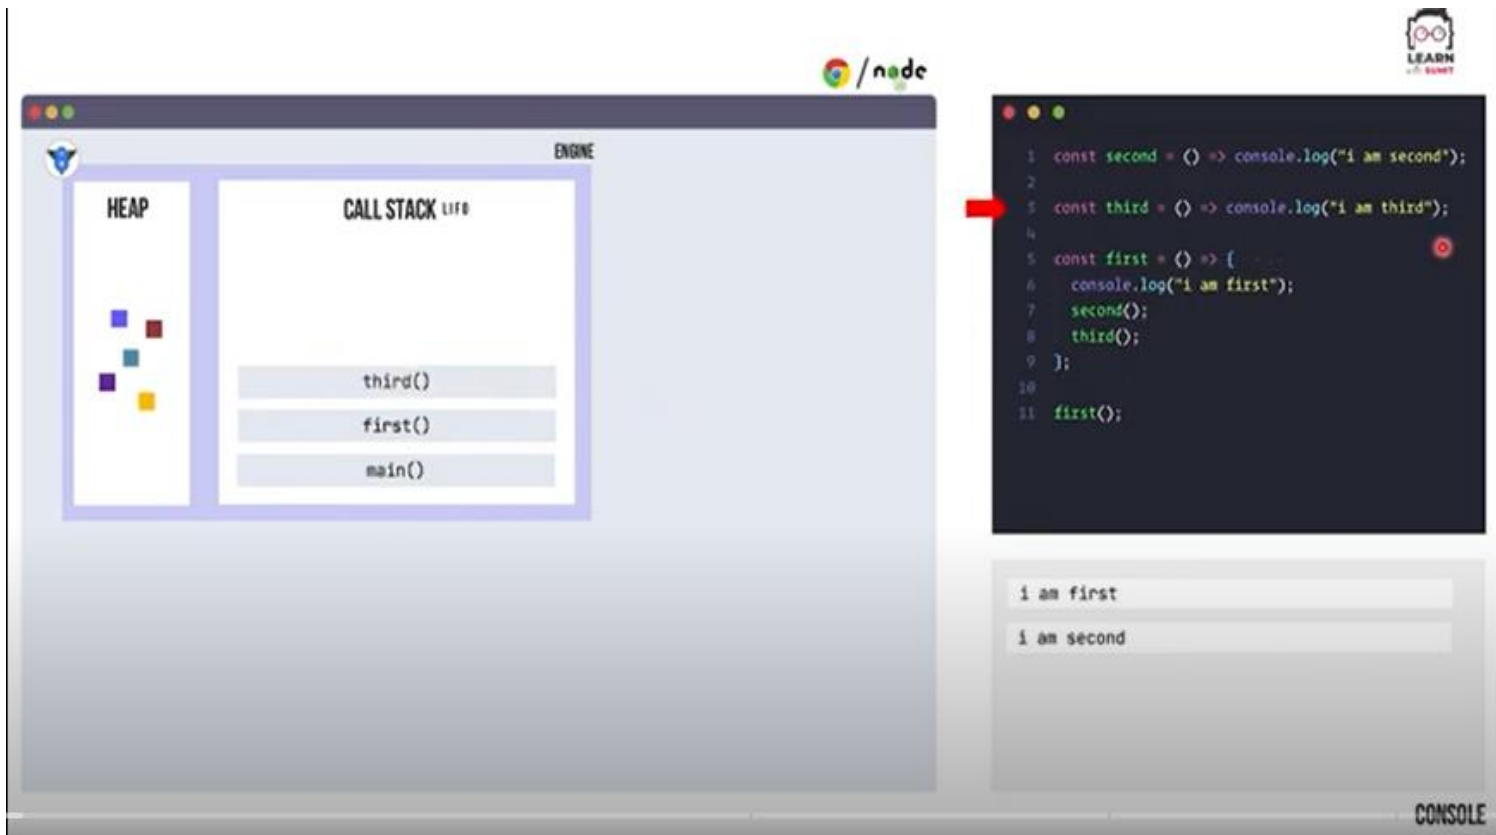 LEARN
with SUMIT
/ node
ENGINE
HEAP
CALL STACK LIFO
third()
first()
main()
1 const second = () => console.log("i am second");
2
3 const third = () => console.log("i am third");
4
5 const first = () => {
6 console.log("i am first");
7 second();
8 third();
9 };
10
11 first();
i am first
i am second
CONSOLE